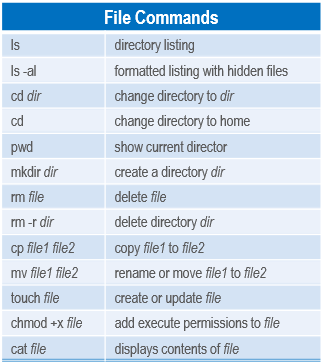 File Commands
ls directory listing
ls -al formatted listing with hidden files
cd dir change directory to dir
cd change directory to home
pwd show current director
mkdir dir create a directory dir
rm file delete file
rm -r dir delete directory dir
cp file1 file2 copy file1 to file2
mv file1 file2 rename or move file1 to file2
touch file create or update file
chmod +x file add execute permissions to file
cat file displays contents of file